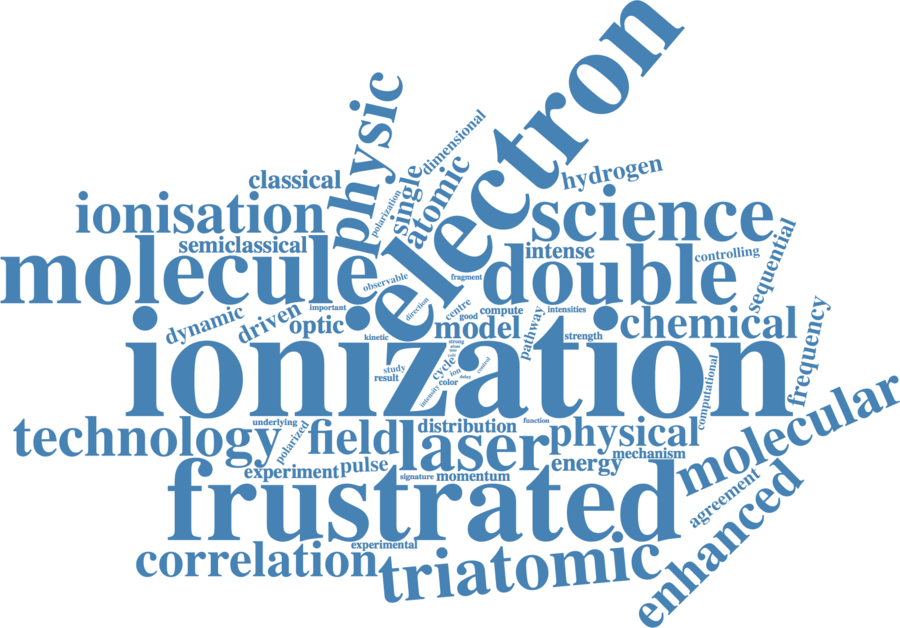 electron
physic
dimensional
classical
single
atomic
hydrogen
polarization
ionisation
science
semiclassical
intense
sequential
controlling
molecule
double
observable
fragment
dynamic
driven
important
direction
centre
optic
good
compute
intensities
model
pathway
chemical
frequency
kinetic
strength
strong
atom
ionization
cycle
ion
control
study
result
color
delay
intensity
computational
technology
underlying
polarized
field
laser
distribution
function
physical
molecular
mechanism
experiment
pulse
signature
momentum
energy
frustrated
agreement
enhanced
experimental
correlation
triatomic